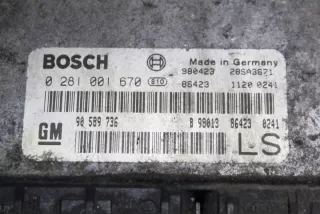 BOSCH Made in Germany
980423 28SA3671
0 281 001 670 S10 86423 1120 0241
GM 90 589 736 B 98013 86423 0241
LS